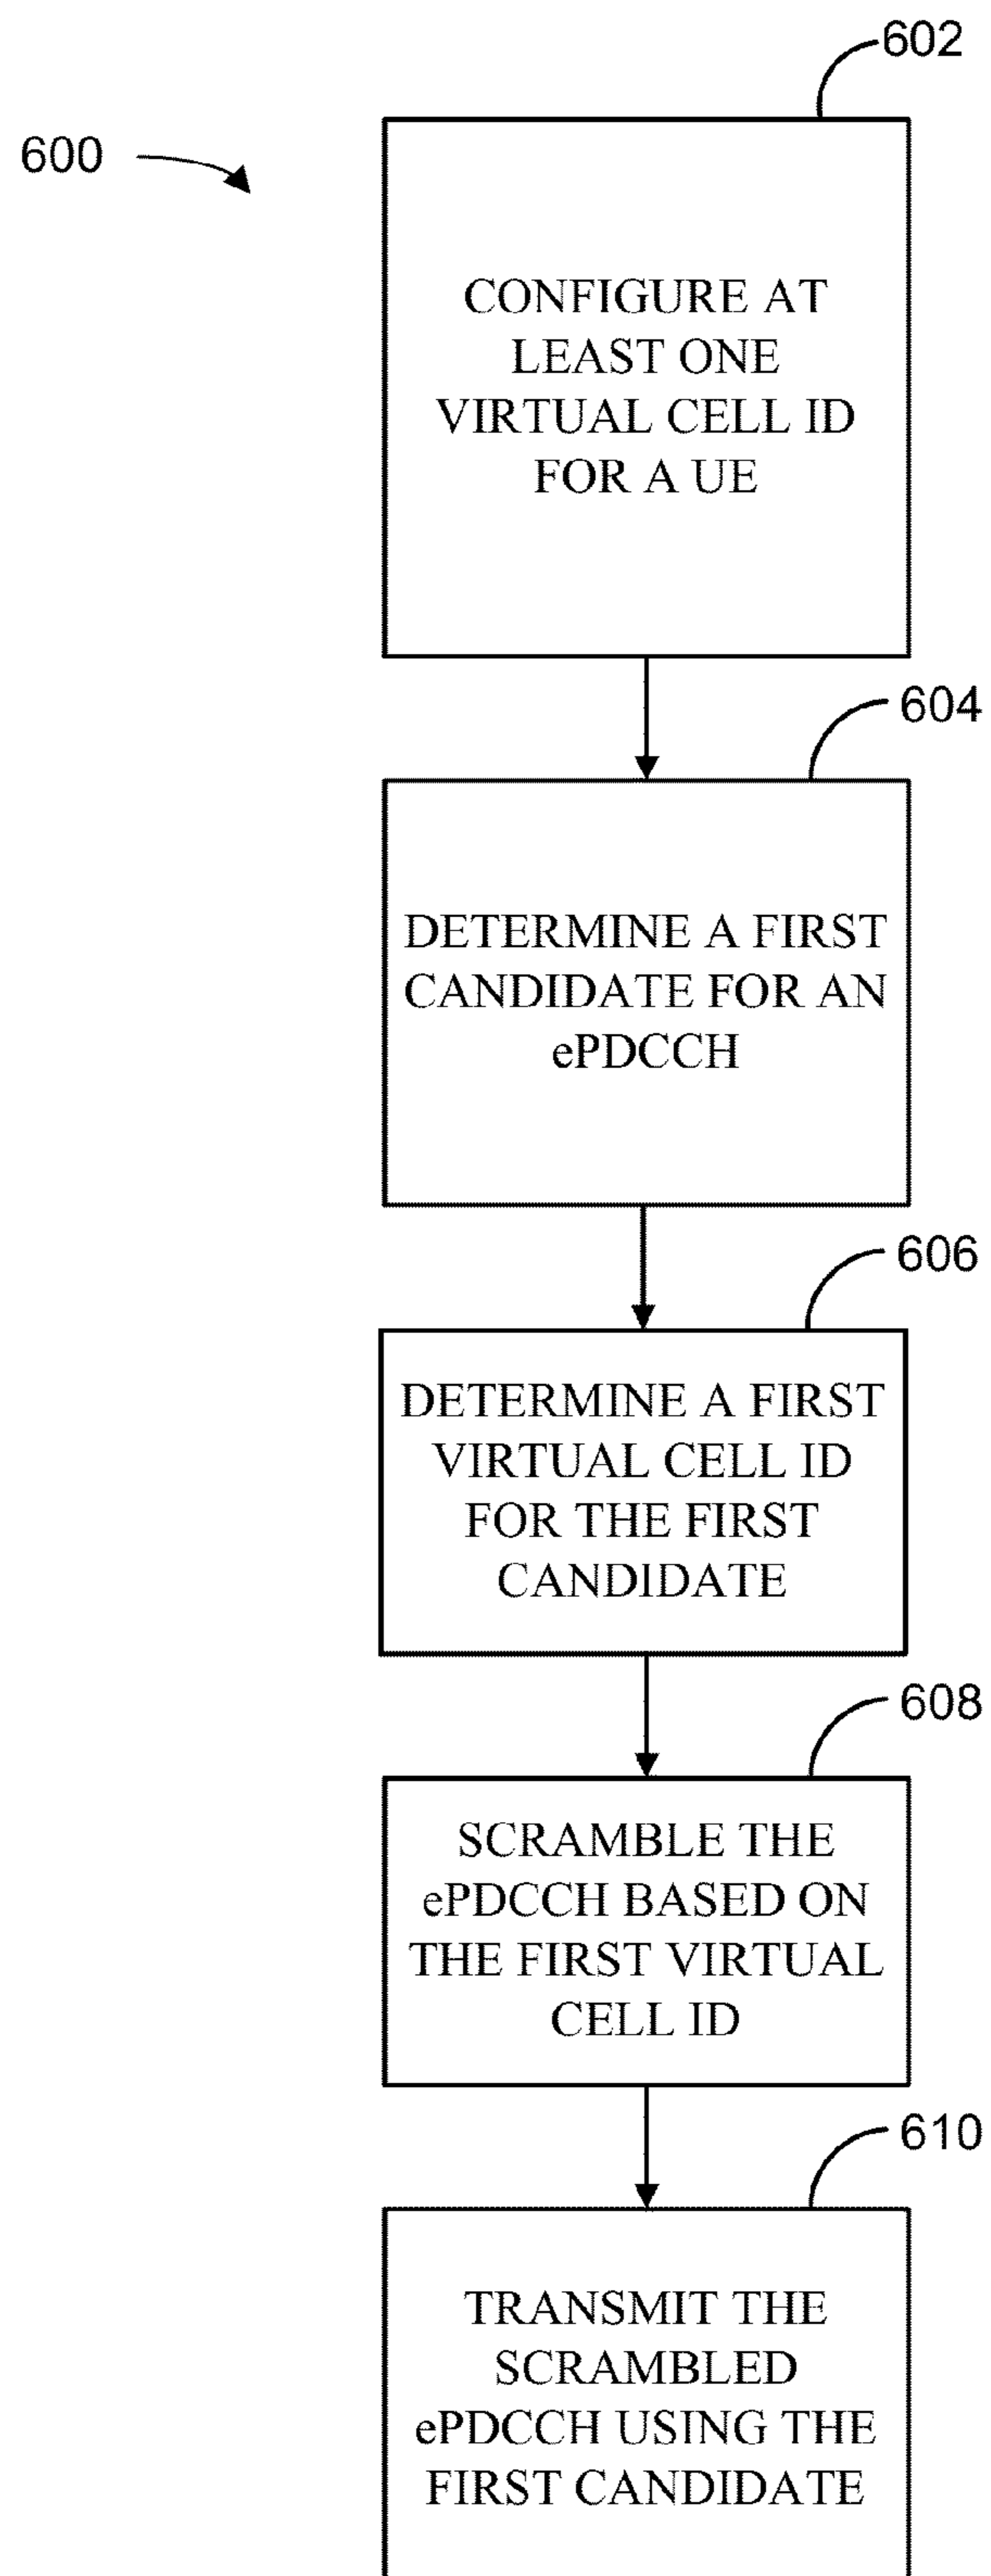 602
600
CONFIGURE AT
LEAST ONE
VIRTUAL CELL ID
FOR A UE
604
DETERMINE A FIRST
CANDIDATE FOR AN
ePDCCH
606
DETERMINE A FIRST
VIRTUAL CELL ID
FOR THE FIRST
CANDIDATE
608
SCRAMBLE THE
ePDCCH BASED ON
THE FIRST VIRTUAL
CELL ID
610
TRANSMIT THE
SCRAMBLED
ePDCCH USING THE
FIRST CANDIDATE